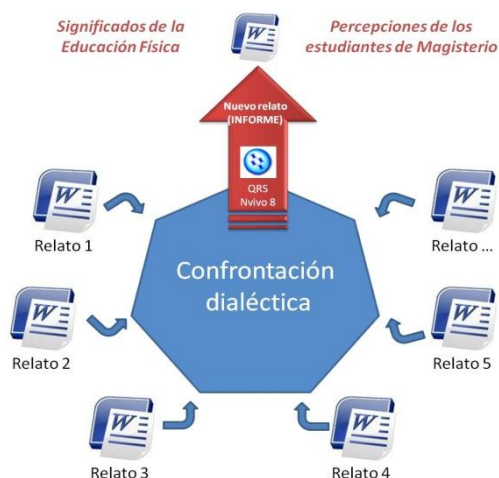 Significados de la
Educación Física
Percepciones de los
estudiantes de Magisterio
Nuevo relato
(INFORME)
QRS
Nvivo 8
Relato 1
Relato ...
Confrontación
dialéctica
Relato 2
Relato 5
Relato 3
Relato 4